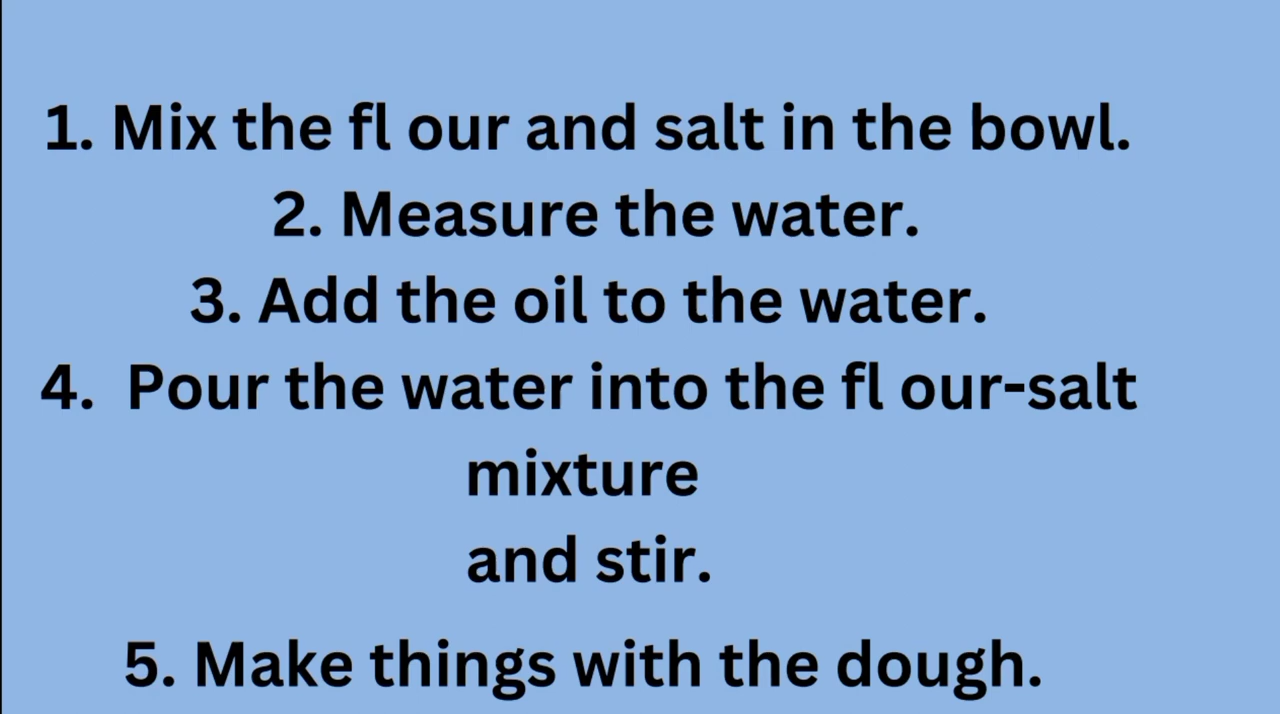 1. Mix the fl our and salt in the bowl.
2. Measure the water.
3. Add the oil to the water.
4. Pour the water into the fl our-salt
mixture
and stir.
5. Make things with the dough.